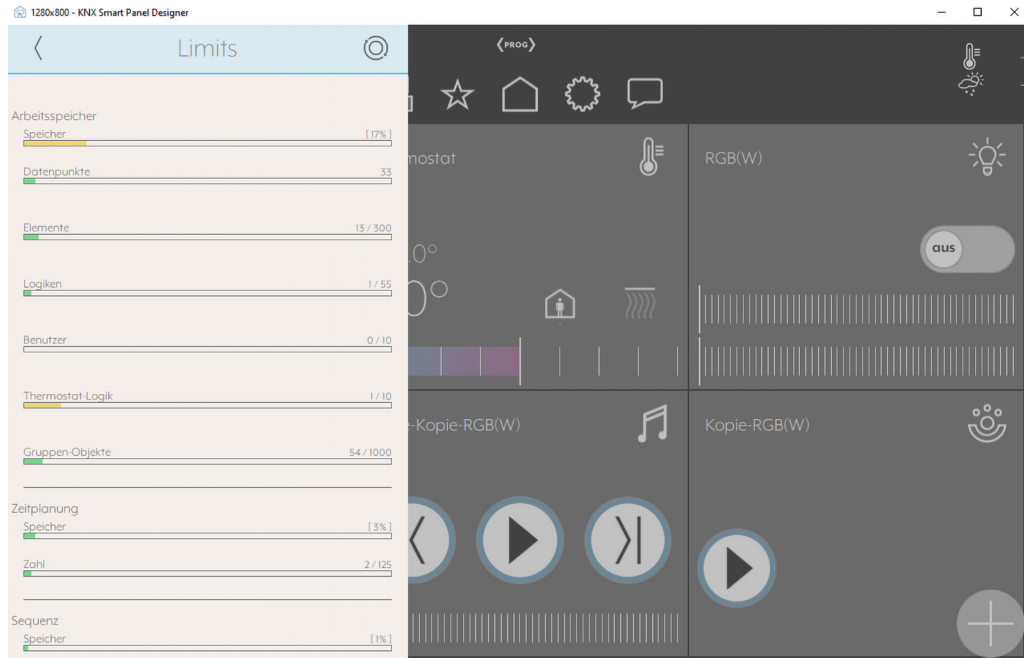 1280x800 - KNX Smart Panel Designer
Limits
PROG
Arbeitsspeicher
Speicher [17%]
Datenpunkte 33
Elemente 13 / 300
Logiken 1 / 55
Benutzer 0 / 10
Thermostat-Logik 1 / 10
Gruppen-Objekte 54 / 1000
Zeitplanung
Speicher [3%]
Zahl 2 / 125
Sequenz
Speicher [1%]
mostat
.0°
0°
RGB(W)
aus
e-Kopie-RGB(W)
Kopie-RGB(W)